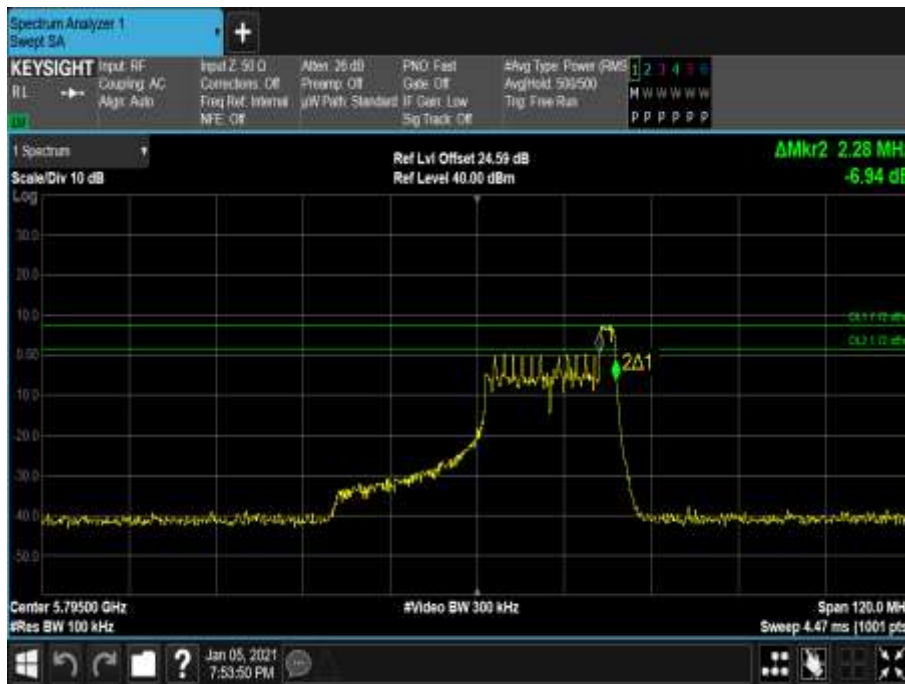 Spectrum Analyzer 1
Swept SA
+
KEYSIGHT
RL
Input: RF
Coupling: AC
Align: Auto
Input Z: 50 Ω
Corrections: Off
Freq Ref: Internal
NFE: Off
Atten: 26 dB
Preamp: Off
µW Path: Standard
PNO: Fast
Gate: Off
IF Gain: Low
Sig Track: Off
#Avg Type: Power (RMS
Avg|Hold: 500/500
Trig: Free Run
1 2 3 4 5 6
M W W W W W
P P P P P P
1 Spectrum
Scale/Div 10 dB
Ref Lvl Offset 24.59 dB
Ref Level 40.00 dBm
ΔMkr2 2.28 MH
-6.94 dB
Log
30.0
20.0
10.0
0.00
-10.0
-20.0
-30.0
-40.0
-50.0
2Δ1
Center 5.79500 GHz
#Res BW 100 kHz
#Video BW 300 kHz
Span 120.0 MH
Sweep 4.47 ms (1001 pts
?
Jan 05, 2021
7:53:50 PM